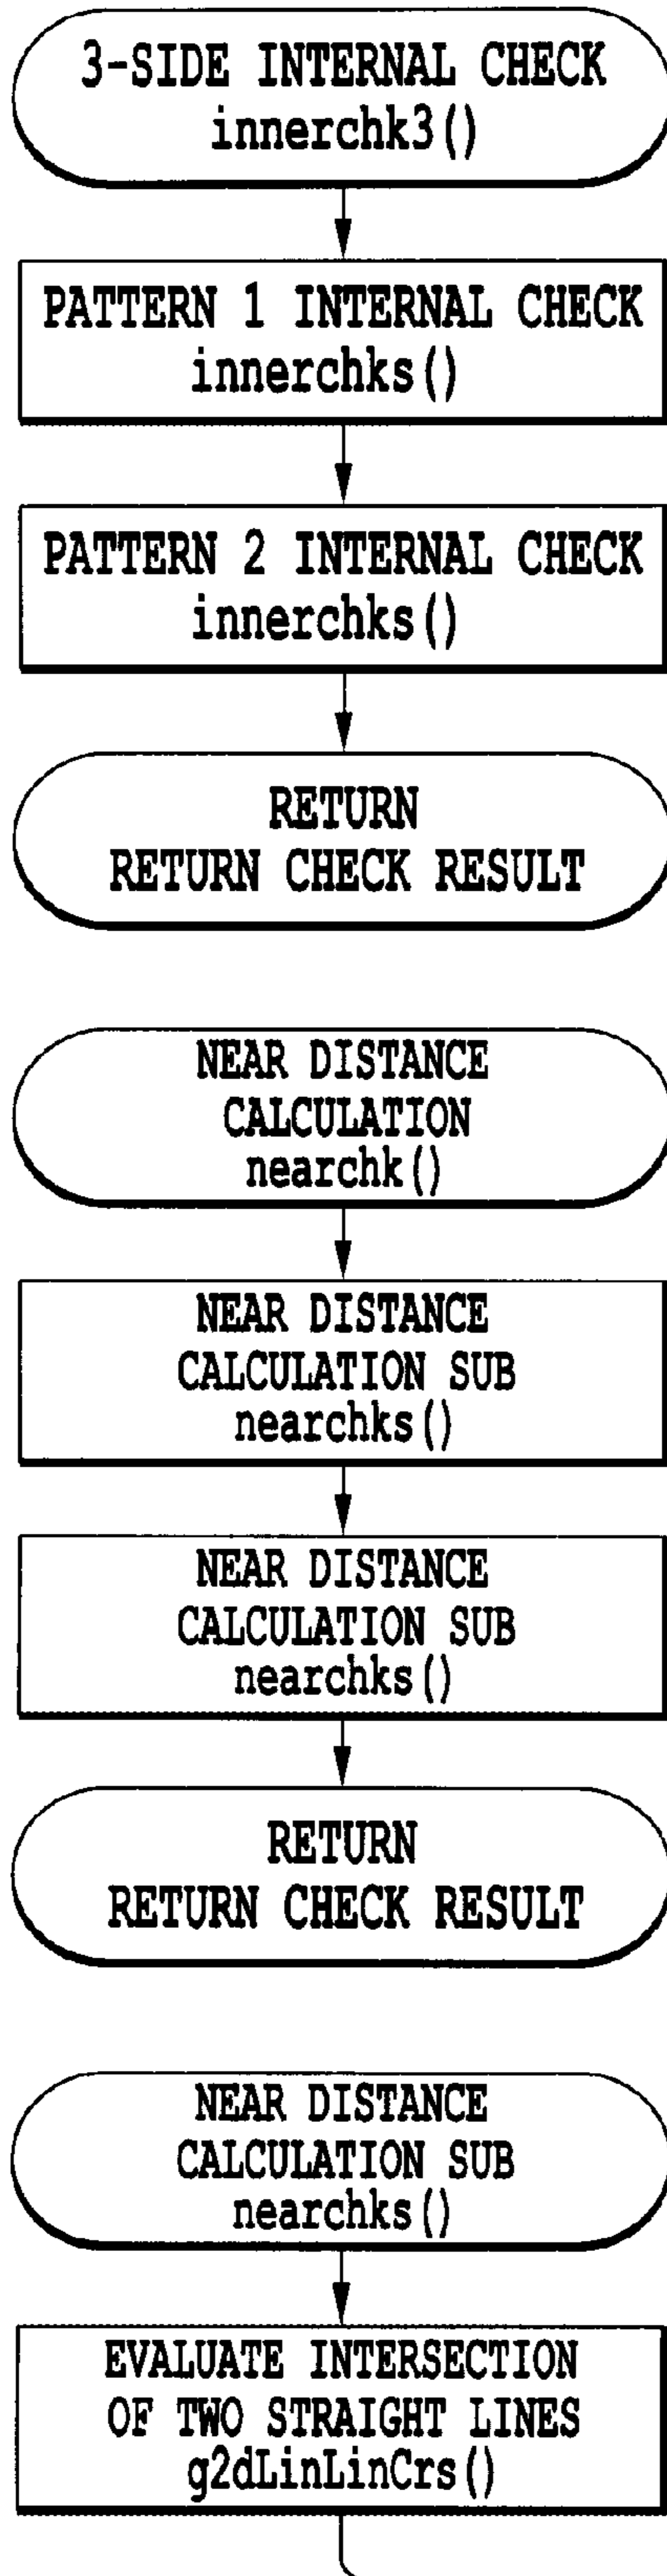 3-SIDE INTERNAL CHECK
innerchk3()
PATTERN 1 INTERNAL CHECK
innerchks()
PATTERN 2 INTERNAL CHECK
innerchks()
RETURN
RETURN CHECK RESULT
NEAR DISTANCE
CALCULATION
nearchk()
NEAR DISTANCE
CALCULATION SUB
nearchks()
NEAR DISTANCE
CALCULATION SUB
nearchks()
RETURN
RETURN CHECK RESULT
NEAR DISTANCE
CALCULATION SUB
nearchks()
EVALUATE INTERSECTION
OF TWO STRAIGHT LINES
g2dLinLinCrs()